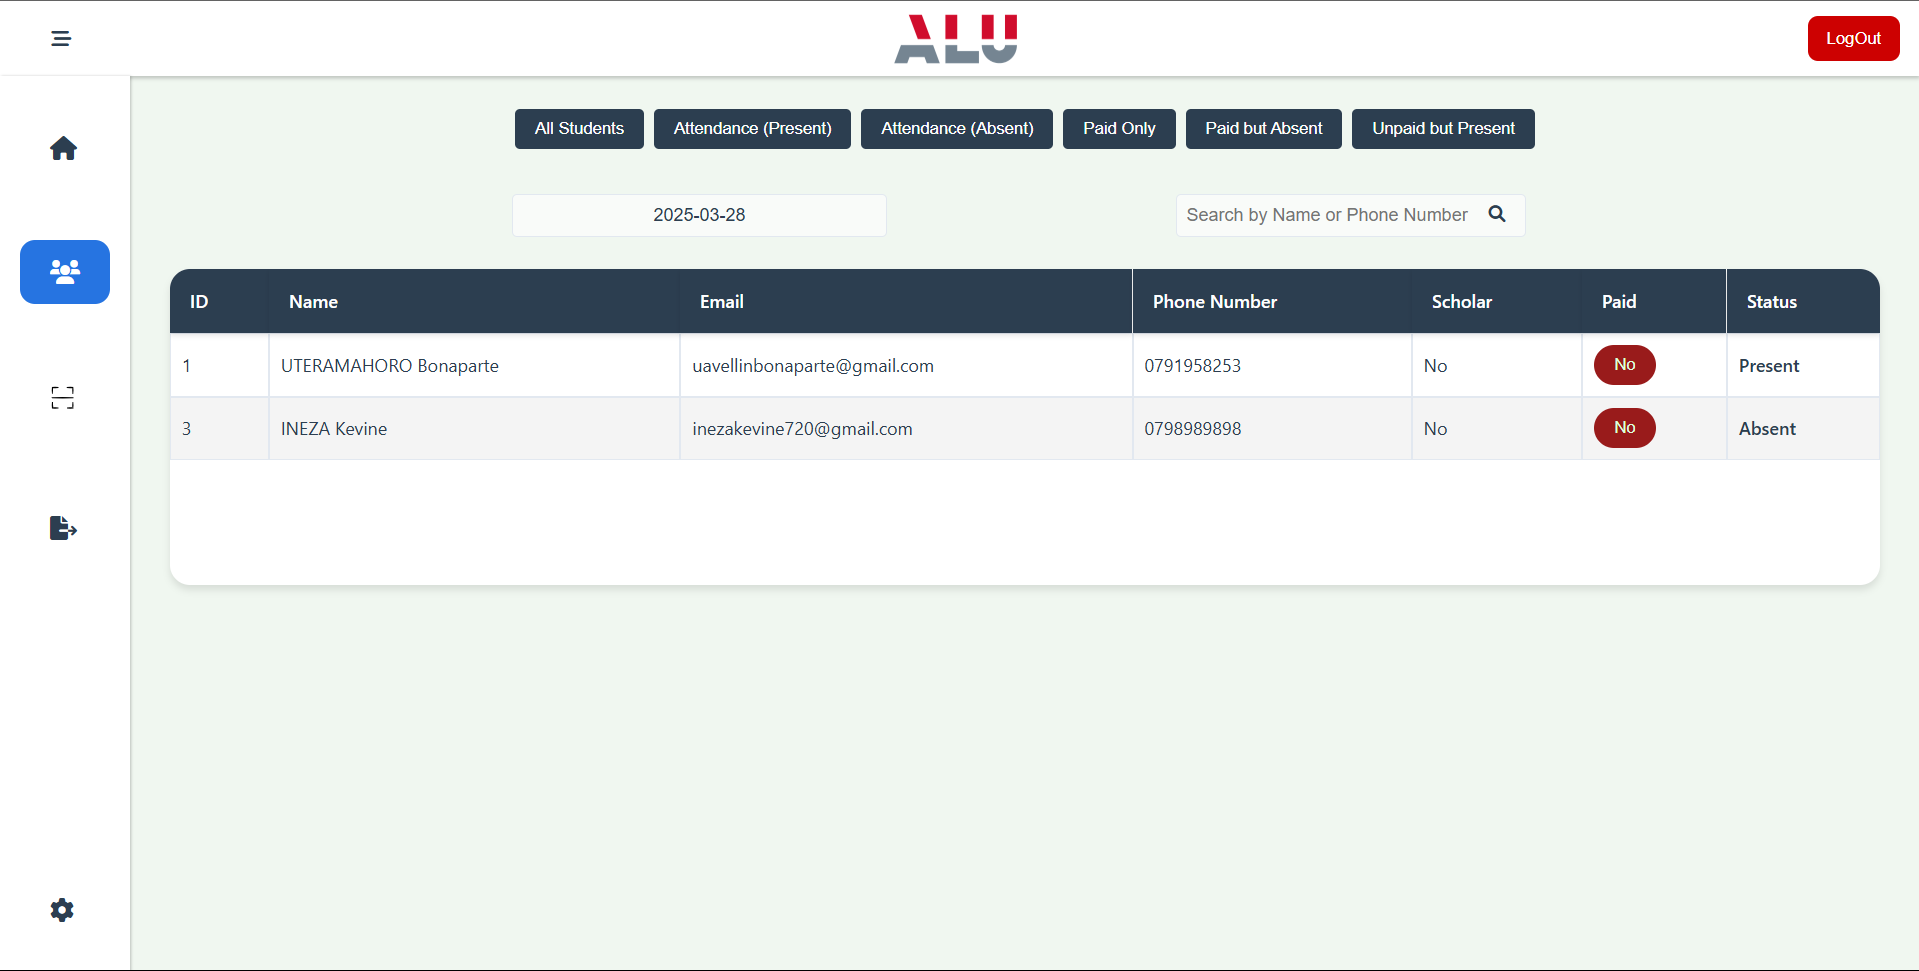 ALU
LogOut
All Students Attendance (Present) Attendance (Absent) Paid Only Paid but Absent Unpaid but Present
2025-03-28 Search by Name or Phone Number
ID Name Email Phone Number Scholar Paid Status
1 UTERAMAHORO Bonaparte uavellinbonaparte@gmail.com 0791958253 No No Present
3 INEZA Kevine inezakevine720@gmail.com 0798989898 No No Absent